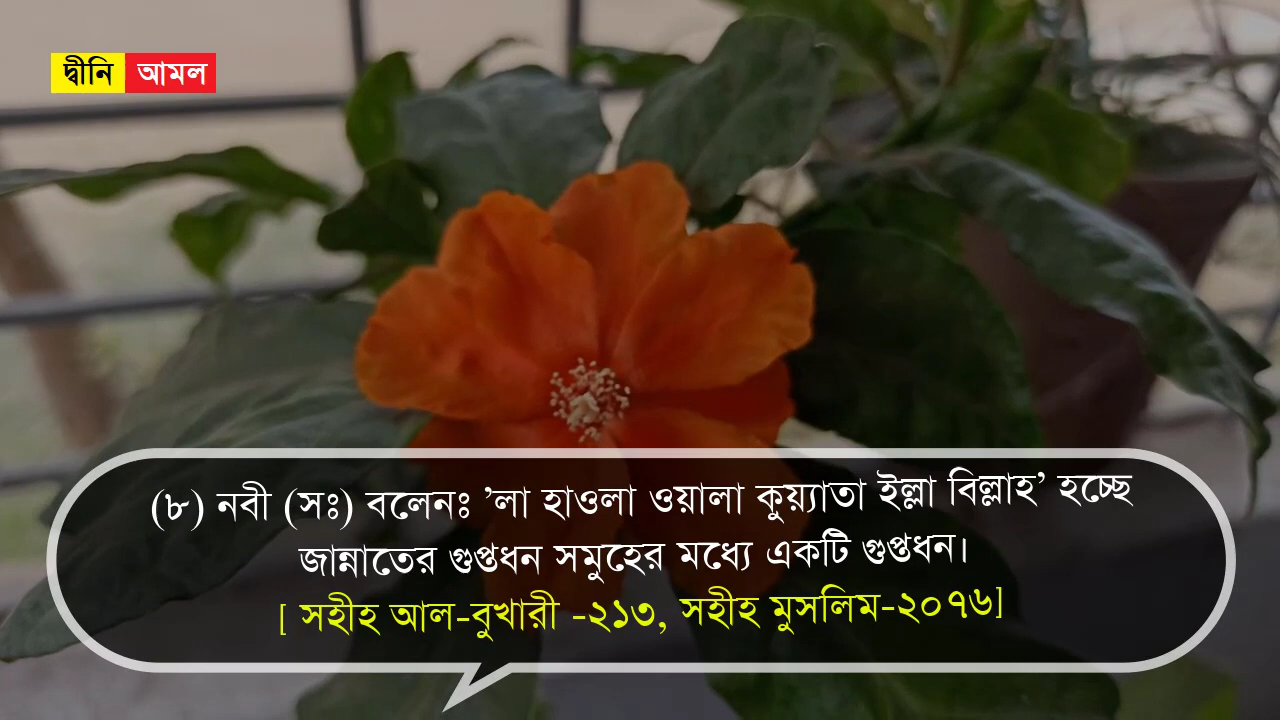 দ্বীনি আমল
(৮) নবী (সঃ) বলেনঃ ’লা হাওলা ওয়ালা কুয়্যাতা ইল্লা বিল্লাহ’ হচ্ছে
জান্নাতের গুপ্তধন সমুহের মধ্যে একটি গুপ্তধন।
[ সহীহ আল-বুখারী -২১৩, সহীহ মুসলিম-২০৭৬]